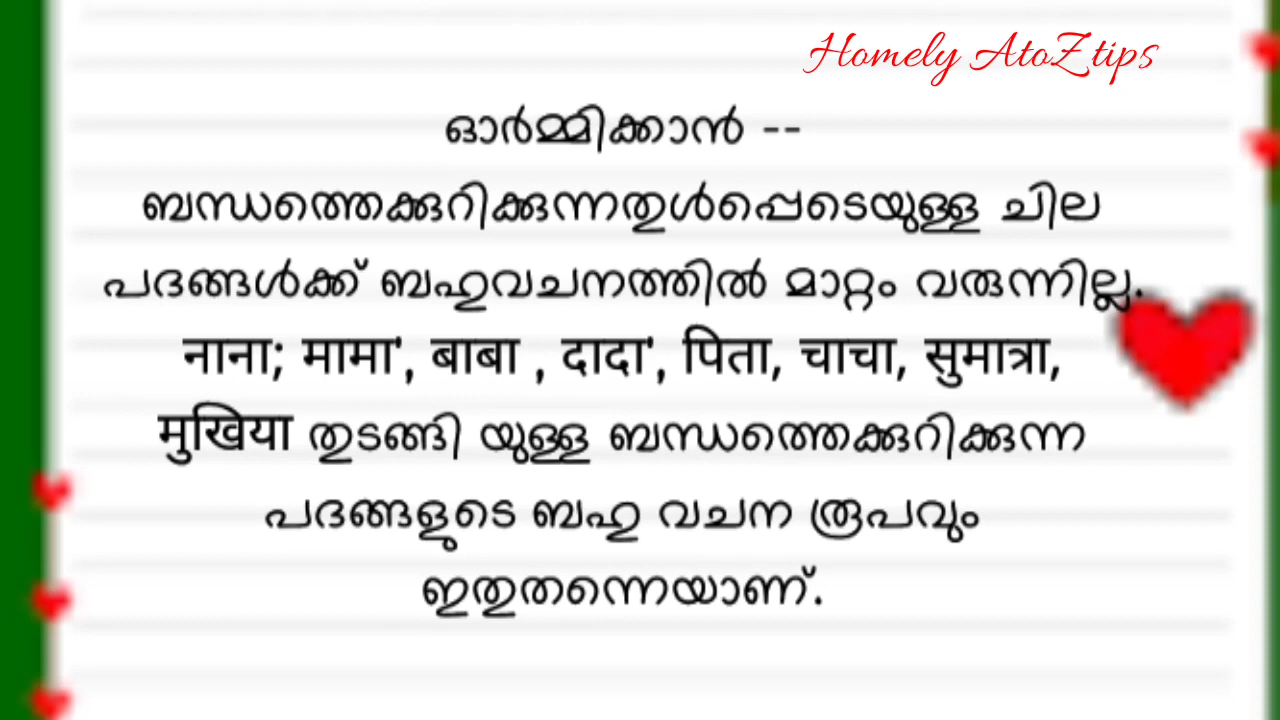 Homely AtoZ tips
ഓർമ്മിക്കാൻ --
ബന്ധത്തെക്കുറിക്കുന്നതുൾപ്പെടെയുള്ള ചില
പദങ്ങൾക്ക് ബഹുവചനത്തിൽ മാറ്റം വരുന്നില്ല.
नाना; मामा', बाबा , दादा', पिता, चाचा, सुमात्रा,
मुखिया തുടങ്ങി യുള്ള ബന്ധത്തെക്കുറിക്കുന്ന
പദങ്ങളുടെ ബഹു വചന രൂപവും
ഇതുതന്നെയാണ്.